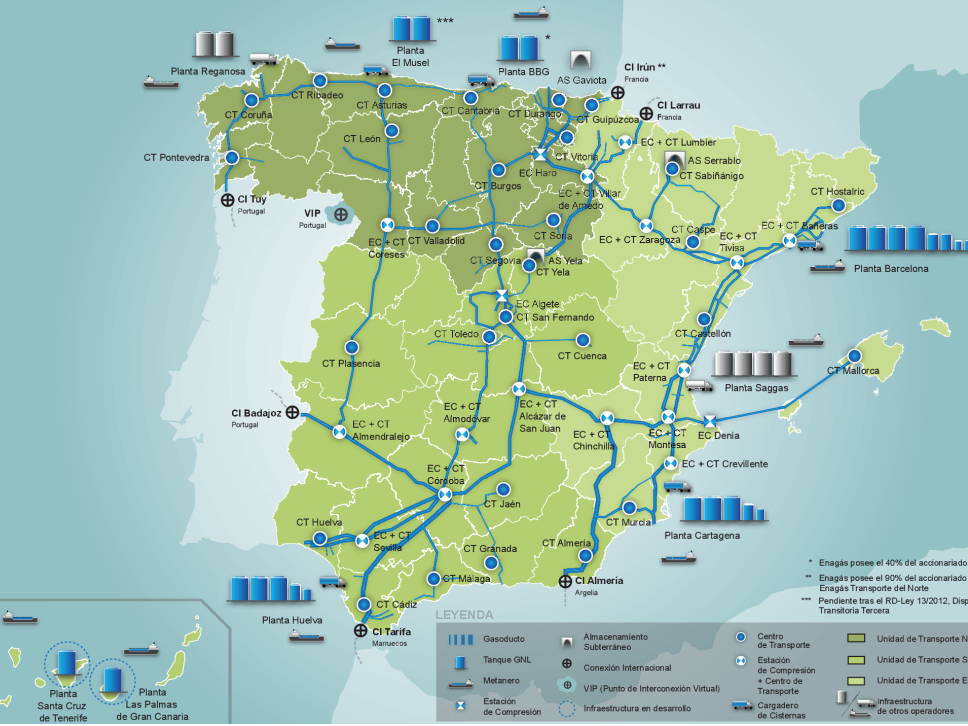 ***
Planta
El Musel
*
Planta BBG
AS Gaviota
Planta Reganosa
CI Irún **
Francia
CI Larrau
Francia
CT Ribadeo
CT Asturias
CT Cantabria
CT Durango
CT Guipúzcoa
CT Coruña
CT León
EC + CT Lumbier
CT Pontevedra
CT Vitoria
AS Serrablo
CT Sabiñánigo
EC Haro
CT Burgos
EC + CT Villar
de Arnedo
CT Hostalric
CI Tuy
Portugal
VIP
Portugal
EC + CT
Coreses
CT Valladolid
CT Soria
EC + CT Zaragoza
CT Caspe
EC + CT
Tivisa
EC + CT Bañeras
CT Segovia
AS Yela
CT Yela
Planta Barcelona
EC Algete
CT San Fernando
CT Toledo
CT Cuenca
CT Castellón
CT Plasencia
EC + CT
Paterna
Planta Saggas
CT Mallorca
CI Badajoz
Portugal
EC + CT
Almendralejo
EC + CT
Almodóvar
EC + CT
Alcázar de
San Juan
EC + CT
Chinchilla
EC + CT
Montesa
EC Denia
EC + CT
Córdoba
EC + CT Crevillente
CT Jaén
CT Murcia
Planta Cartagena
CT Huelva
EC + CT
Sevilla
CT Granada
CT Almería
CT Málaga
CI Almería
Argelia
Planta Huelva
CT Cádiz
CI Tarifa
Marruecos
* Enagás posee el 40% del accionariado
** Enagás posee el 90% del accionariado
Enagás Transporte del Norte
*** Pendiente tras el RD-Ley 13/2012, Disp
Transitoria Tercera
Planta
Santa Cruz
de Tenerife
Planta
Las Palmas
de Gran Canaria
LEYENDA
Gasoducto
Tanque GNL
Metanero
Estación
de Compresión
Almacenamiento
Subterráneo
Conexión Internacional
VIP (Punto de Interconexión Virtual)
Infraestructura en desarrollo
Centro
de Transporte
Estación
de Compresión
+ Centro de
Transporte
Cargadero
de Cisternas
Unidad de Transporte N
Unidad de Transporte S
Unidad de Transporte E
Infraestructura
de otros operadores